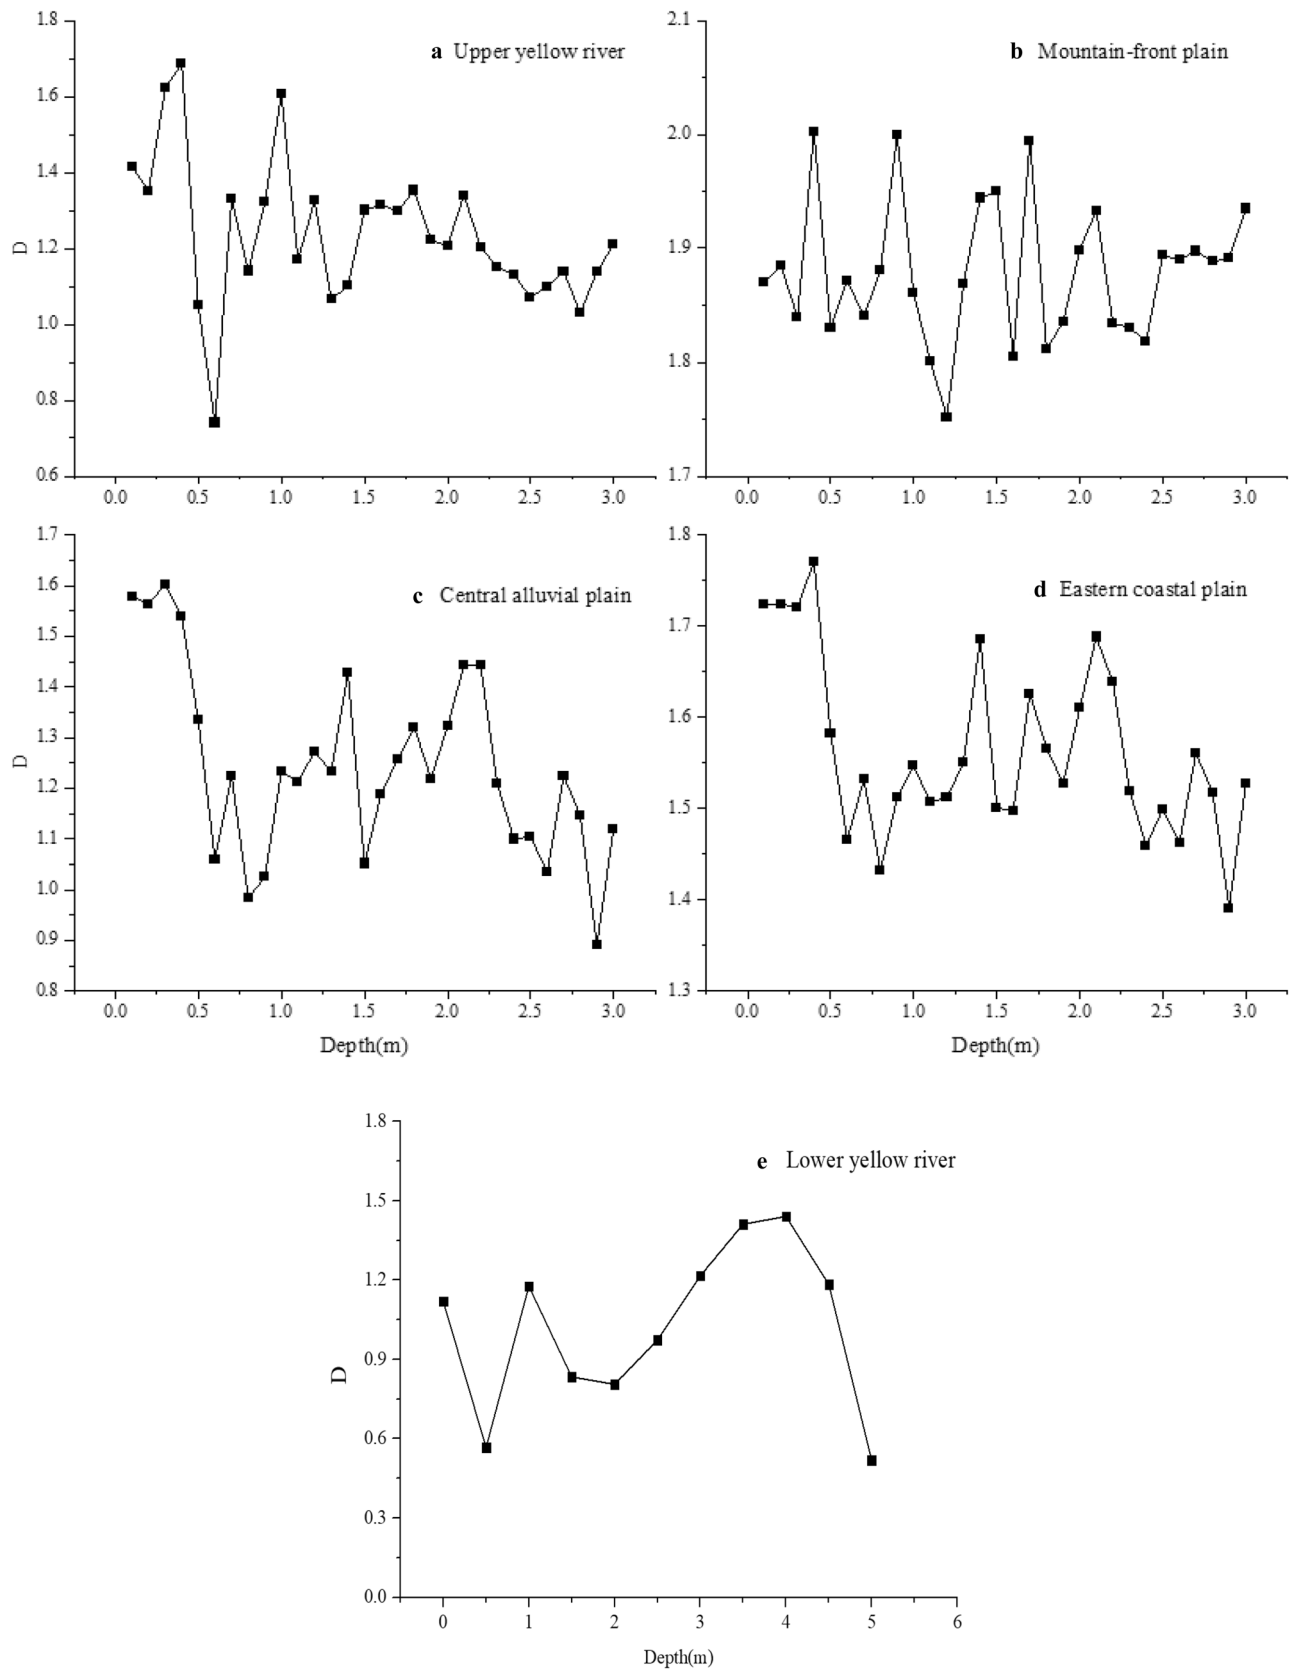 a Upper yellow river
1.8
1.6
1.4
1.2
1.0
0.8
0.6
D
0.0 0.5 1.0 1.5 2.0 2.5 3.0
b Mountain-front plain
2.1
2.0
1.9
1.8
1.7
0.0 0.5 1.0 1.5 2.0 2.5 3.0
c Central alluvial plain
1.7
1.6
1.5
1.4
1.3
1.2
1.1
1.0
0.9
0.8
D
0.0 0.5 1.0 1.5 2.0 2.5 3.0
Depth(m)
d Eastern coastal plain
1.8
1.7
1.6
1.5
1.4
1.3
0.0 0.5 1.0 1.5 2.0 2.5 3.0
Depth(m)
e Lower yellow river
1.8
1.5
1.2
0.9
0.6
0.3
0.0
D
0 1 2 3 4 5 6
Depth(m)